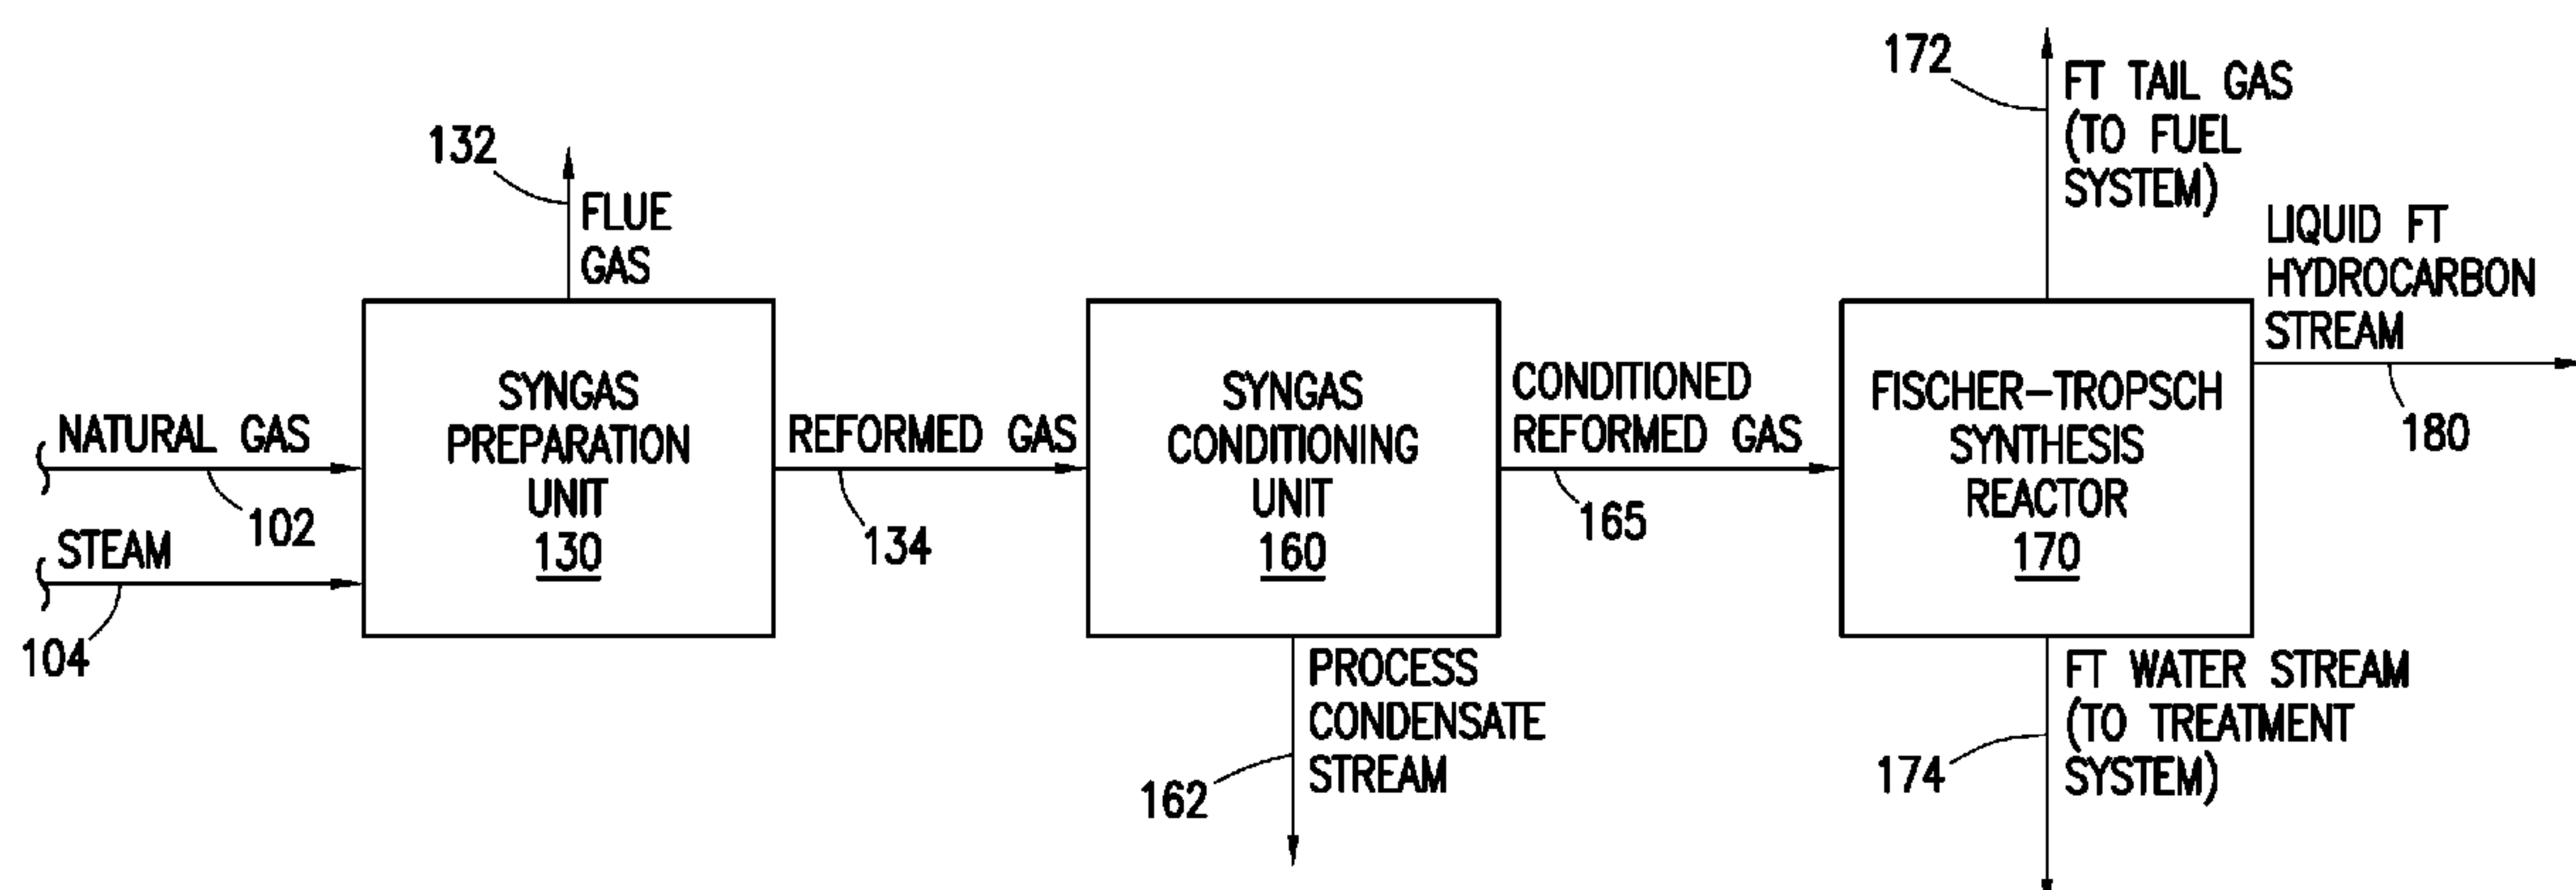 172
FT TAIL GAS
(TO FUEL
SYSTEM)
132
FLUE
GAS
LIQUID FT
HYDROCARBON
STREAM
180
NATURAL GAS
102
STEAM
104
SYNGAS
PREPARATION
UNIT
130
REFORMED GAS
134
SYNGAS
CONDITIONING
UNIT
160
CONDITIONED
REFORMED GAS
165
FISCHER-TROPSCH
SYNTHESIS
REACTOR
170
PROCESS
CONDENSATE
STREAM
162
FT WATER STREAM
(TO TREATMENT
SYSTEM)
174